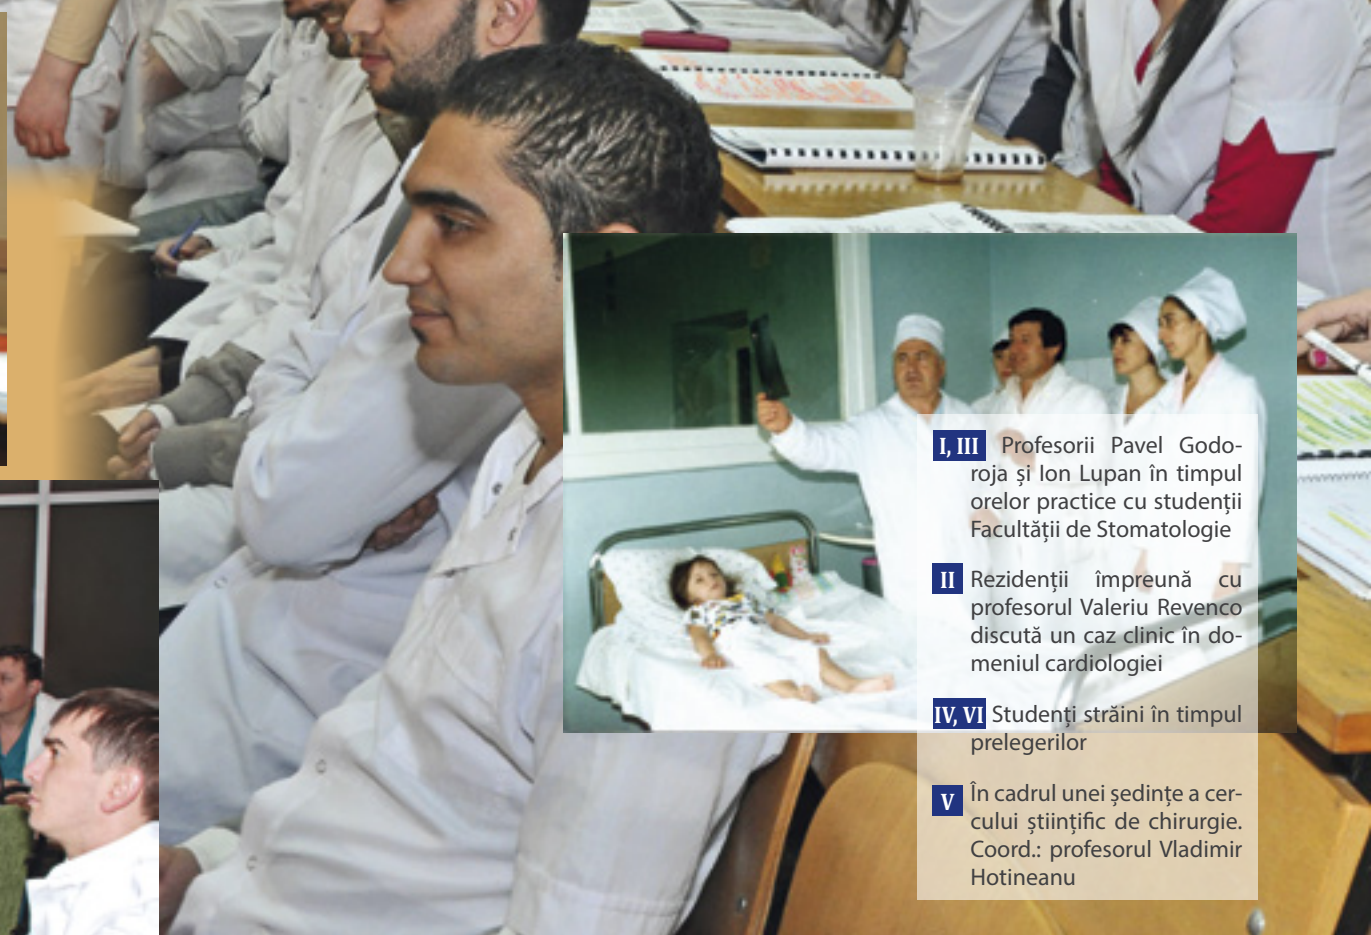 I, III Profesorii Pavel Godo-
roja și Ion Lupan în timpul
orelor practice cu studenții
Facultății de Stomatologie
II Rezidenții împreună cu
profesorul Valeriu Revenco
discută un caz clinic în do-
meniul cardiologiei
IV, VI Studenți străini în timpul
prelegerilor
V În cadrul unei ședințe a cer-
cului științific de chirurgie.
Coord.: profesorul Vladimir
Hotineanu